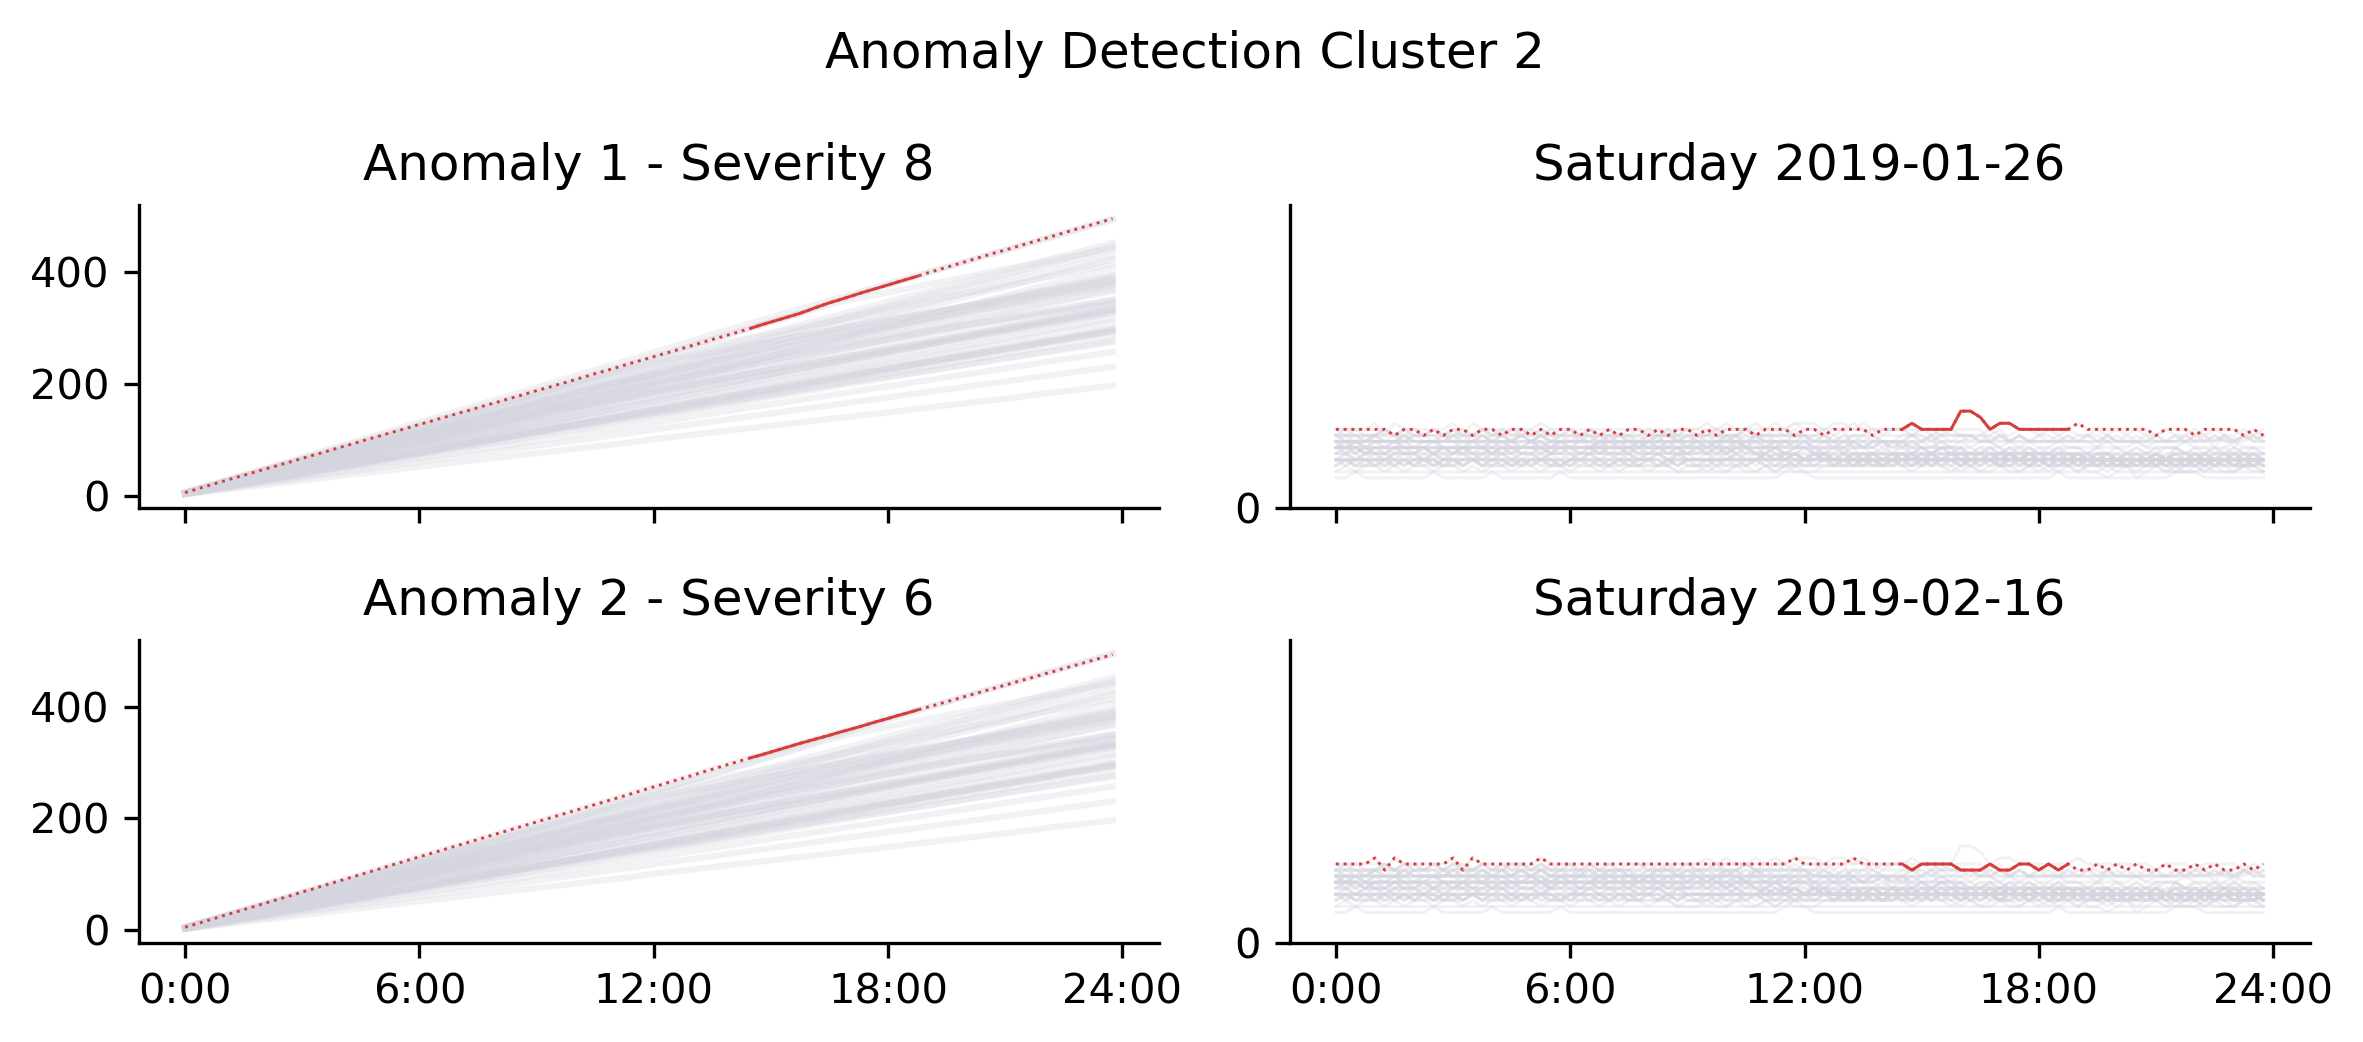 Anomaly Detection Cluster 2
Anomaly 1 - Severity 8
400
200
0
Saturday 2019-01-26
0
Anomaly 2 - Severity 6
400
200
0
0:00 6:00 12:00 18:00 24:00
Saturday 2019-02-16
0
0:00 6:00 12:00 18:00 24:00